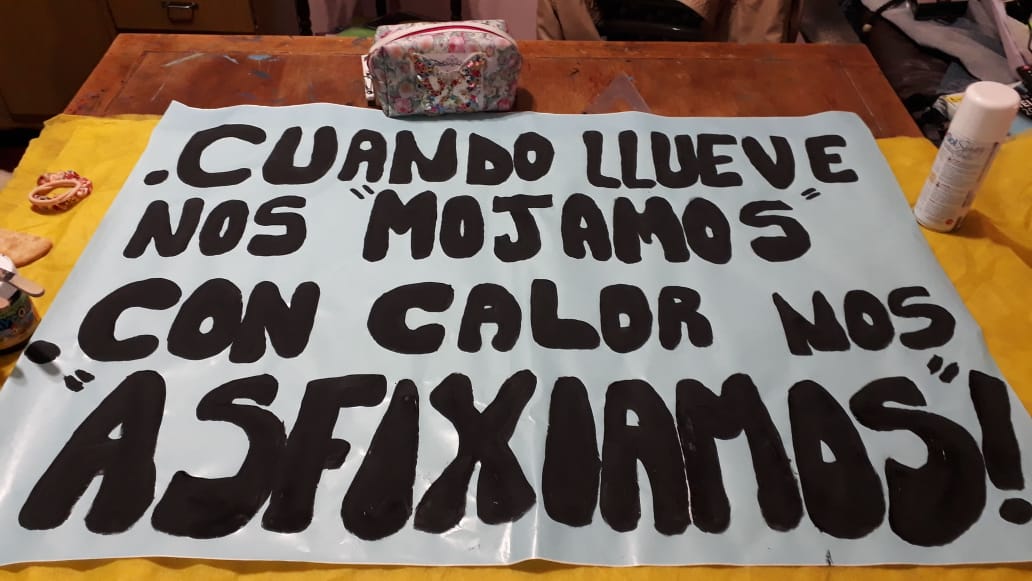 .CUANDO LLUEVE
NOS "MOJAMOS"
.CON CALOR NOS
"ASFIXIAMOS"!